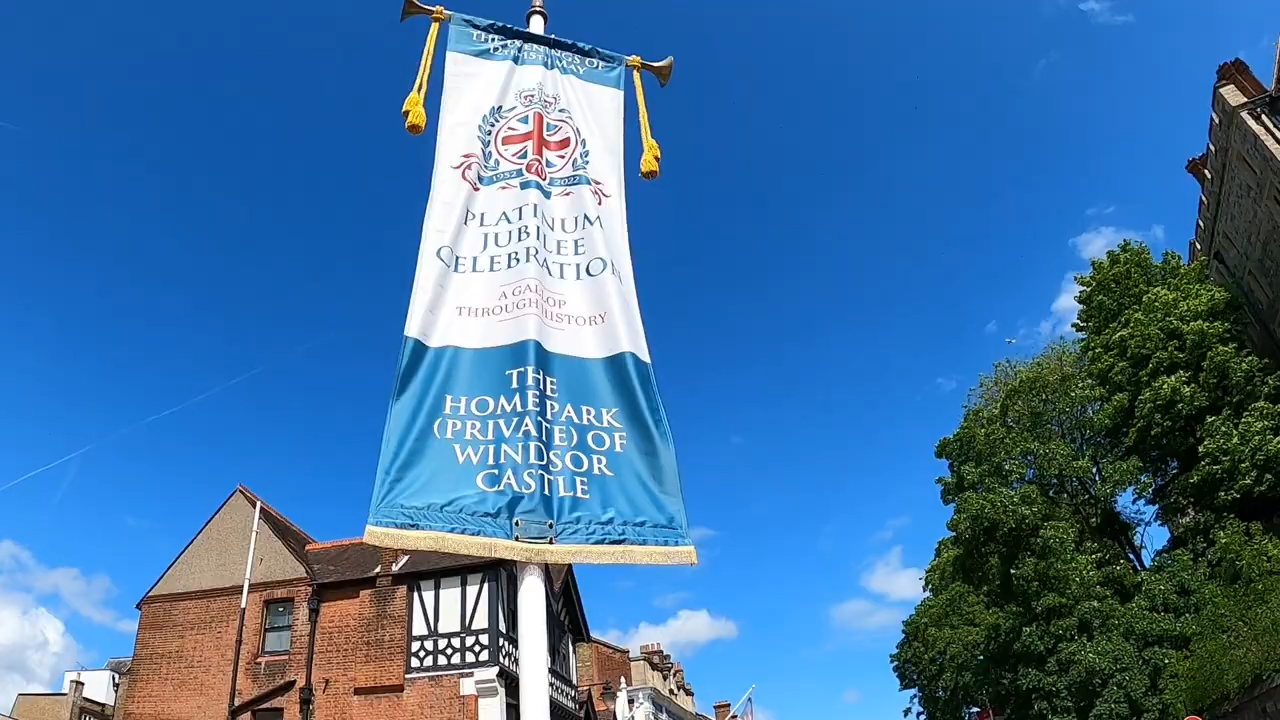 THE EVENINGS OF
12TH-15TH MAY
70
1952 2022
PLATINUM
JUBILEE
CELEBRATION
A GALLOP
THROUGH HISTORY
THE
HOME PARK
(PRIVATE) OF
WINDSOR
CASTLE